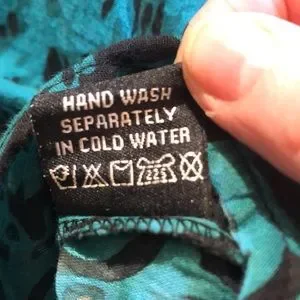 HAND WASH
SEPARATELY
IN COLD WATER